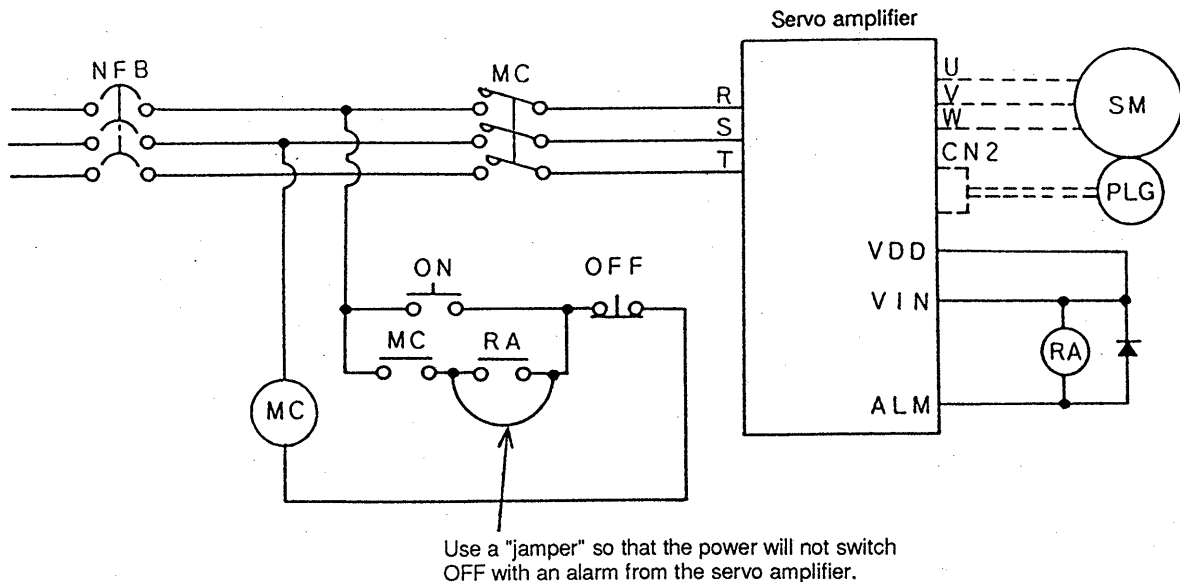 Servo amplifier
NFB
MC
R
S
T
U
V
W
CN2
SM
PLG
VDD
VIN
ALM
RA
ON
OFF
MC
RA
MC
Use a "jamper" so that the power will not switch
OFF with an alarm from the servo amplifier.